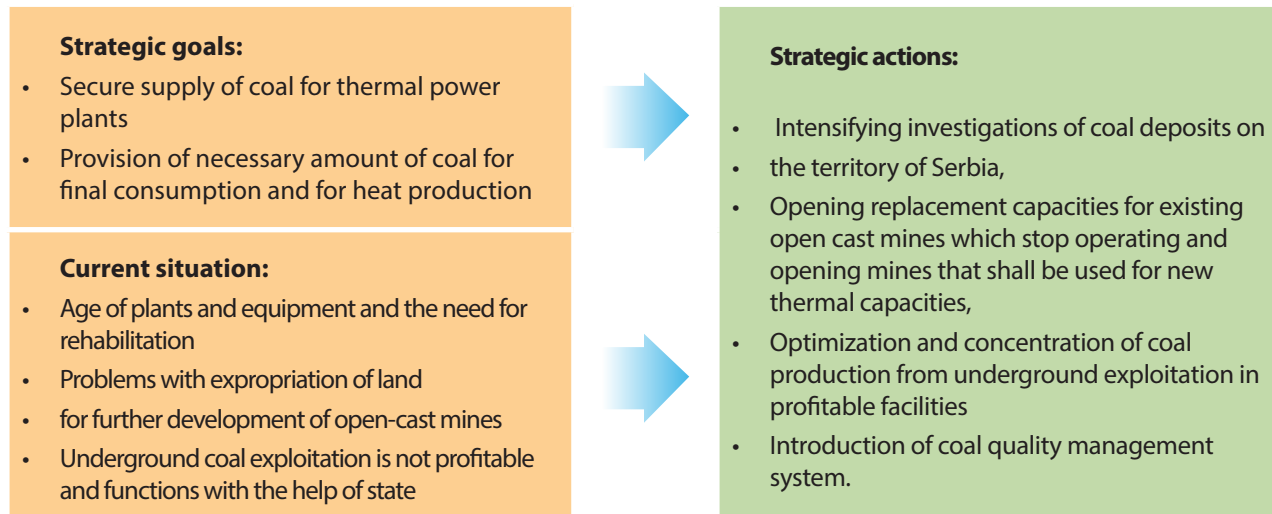 Strategic goals:
• Secure supply of coal for thermal power
plants
• Provision of necessary amount of coal for
final consumption and for heat production
Current situation:
• Age of plants and equipment and the need for
rehabilitation
• Problems with expropriation of land
• for further development of open-cast mines
• Underground coal exploitation is not profitable
and functions with the help of state
Strategic actions:
• Intensifying investigations of coal deposits on
• the territory of Serbia,
• Opening replacement capacities for existing
open cast mines which stop operating and
opening mines that shall be used for new
thermal capacities,
• Optimization and concentration of coal
production from underground exploitation in
profitable facilities
• Introduction of coal quality management
system.